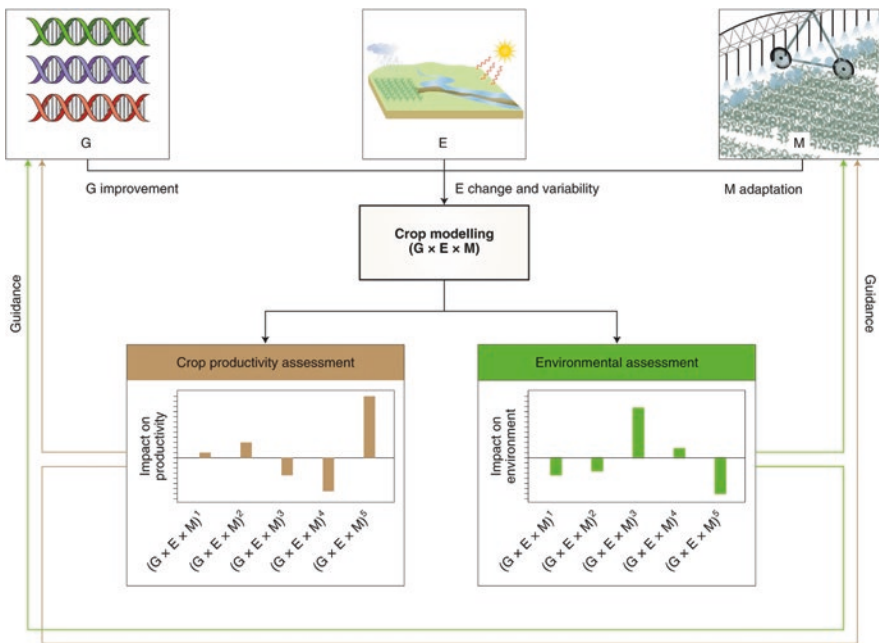 G
E
M
G improvement
E change and variability
M adaptation
Crop modelling
(G × E × M)
Guidance
Guidance
Crop productivity assessment
Impact on
productivity
(G × E × M)¹
(G × E × M)²
(G × E × M)³
(G × E × M)⁴
(G × E × M)⁵
Environmental assessment
Impact on
environment
(G × E × M)¹
(G × E × M)²
(G × E × M)³
(G × E × M)⁴
(G × E × M)⁵